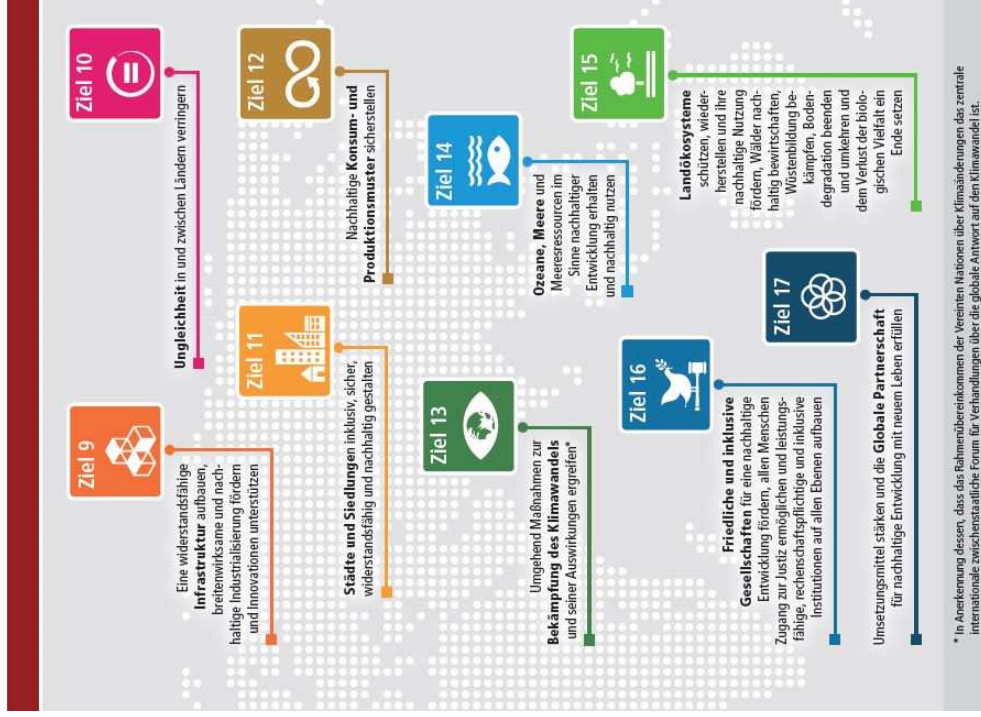 Ziel 9
Eine widerstandsfähige
Infrastruktur aufbauen,
breitenwirksame und nach-
haltige Industrialisierung fördern
und Innovationen unterstützen
Ziel 10
Ungleichheit in und zwischen Ländern verringern
Ziel 11
Städte und Siedlungen inklusiv, sicher,
widerstandsfähig und nachhaltig gestalten
Ziel 12
Nachhaltige Konsum- und
Produktionsmuster sicherstellen
Ziel 13
Umgehend Maßnahmen zur
Bekämpfung des Klimawandels
und seiner Auswirkungen ergreifen*
Ziel 14
Ozeane, Meere und
Meeresressourcen im
Sinne nachhaltiger
Entwicklung erhalten
und nachhaltig nutzen
Ziel 15
Landökosysteme
schützen, wieder-
herstellen und ihre
nachhaltige Nutzung
fördern, Wälder nach-
haltig bewirtschaften,
Wüstenbildung be-
kämpfen, Boden-
degradation beenden
und umkehren und
dem Verlust der biolo-
gischen Vielfalt ein
Ende setzen
Ziel 16
Friedliche und inklusive
Gesellschaften für eine nachhaltige
Entwicklung fördern, allen Menschen
Zugang zur Justiz ermöglichen und leistungs-
fähige, rechenschaftspflichtige und inklusive
Institutionen auf allen Ebenen aufbauen
Ziel 17
Umsetzungsmittel stärken und die Globale Partnerschaft
für nachhaltige Entwicklung mit neuem Leben erfüllen
* In Anerkennung dessen, dass das Rahmenübereinkommen der Vereinten Nationen über Klimaänderungen das zentrale
internationale zwischenstaatliche Forum für Verhandlungen über die globale Antwort auf den Klimawandel ist.